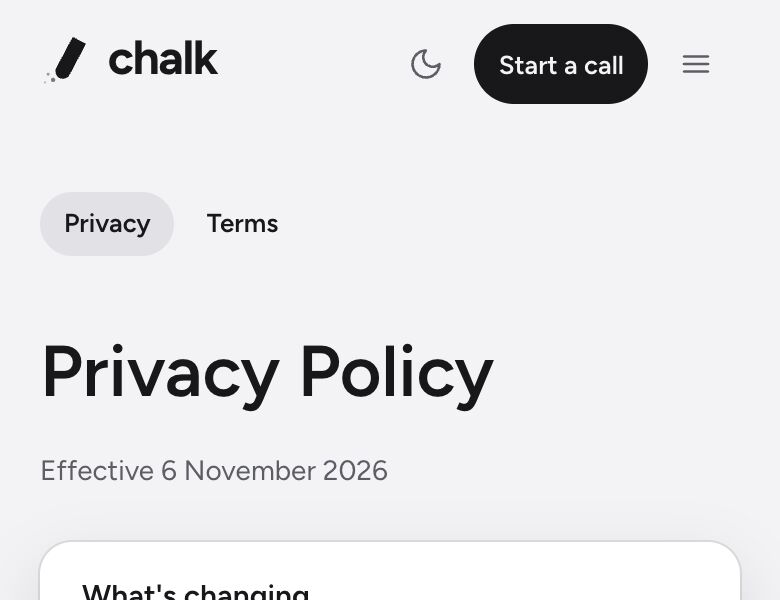 chalk
Start a call
Privacy
Terms
Privacy Policy
Effective 6 November 2026
What's changing